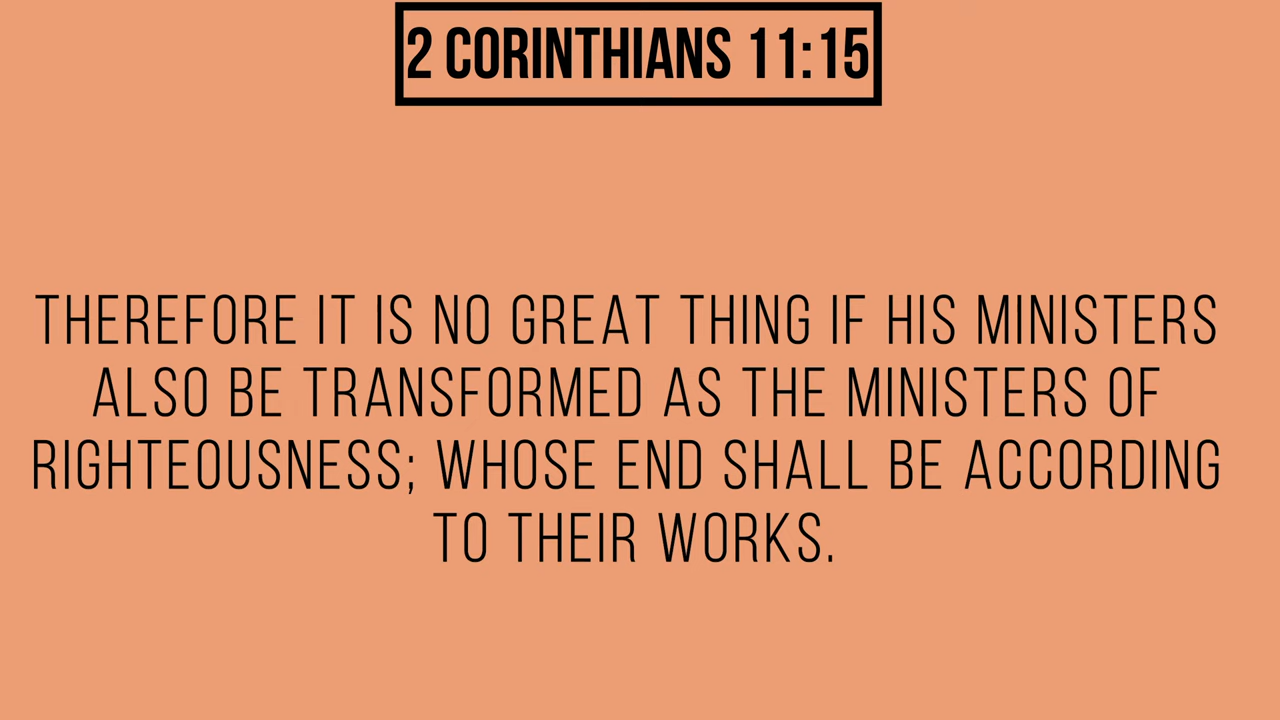 2 CORINTHIANS 11:15
THEREFORE IT IS NO GREAT THING IF HIS MINISTERS
ALSO BE TRANSFORMED AS THE MINISTERS OF
RIGHTEOUSNESS; WHOSE END SHALL BE ACCORDING
TO THEIR WORKS.